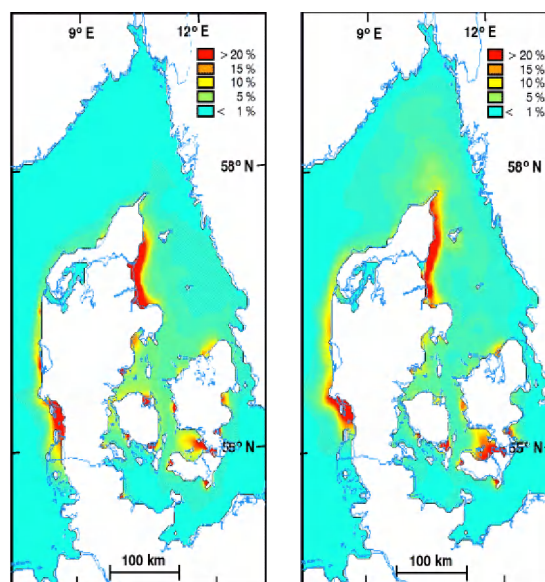 9° E 12° E
> 20 %
15 %
10 %
5 %
< 1 %
58° N
55° N
100 km
9° E 12° E
> 20 %
15 %
10 %
5 %
< 1 %
58° N
55° N
100 km